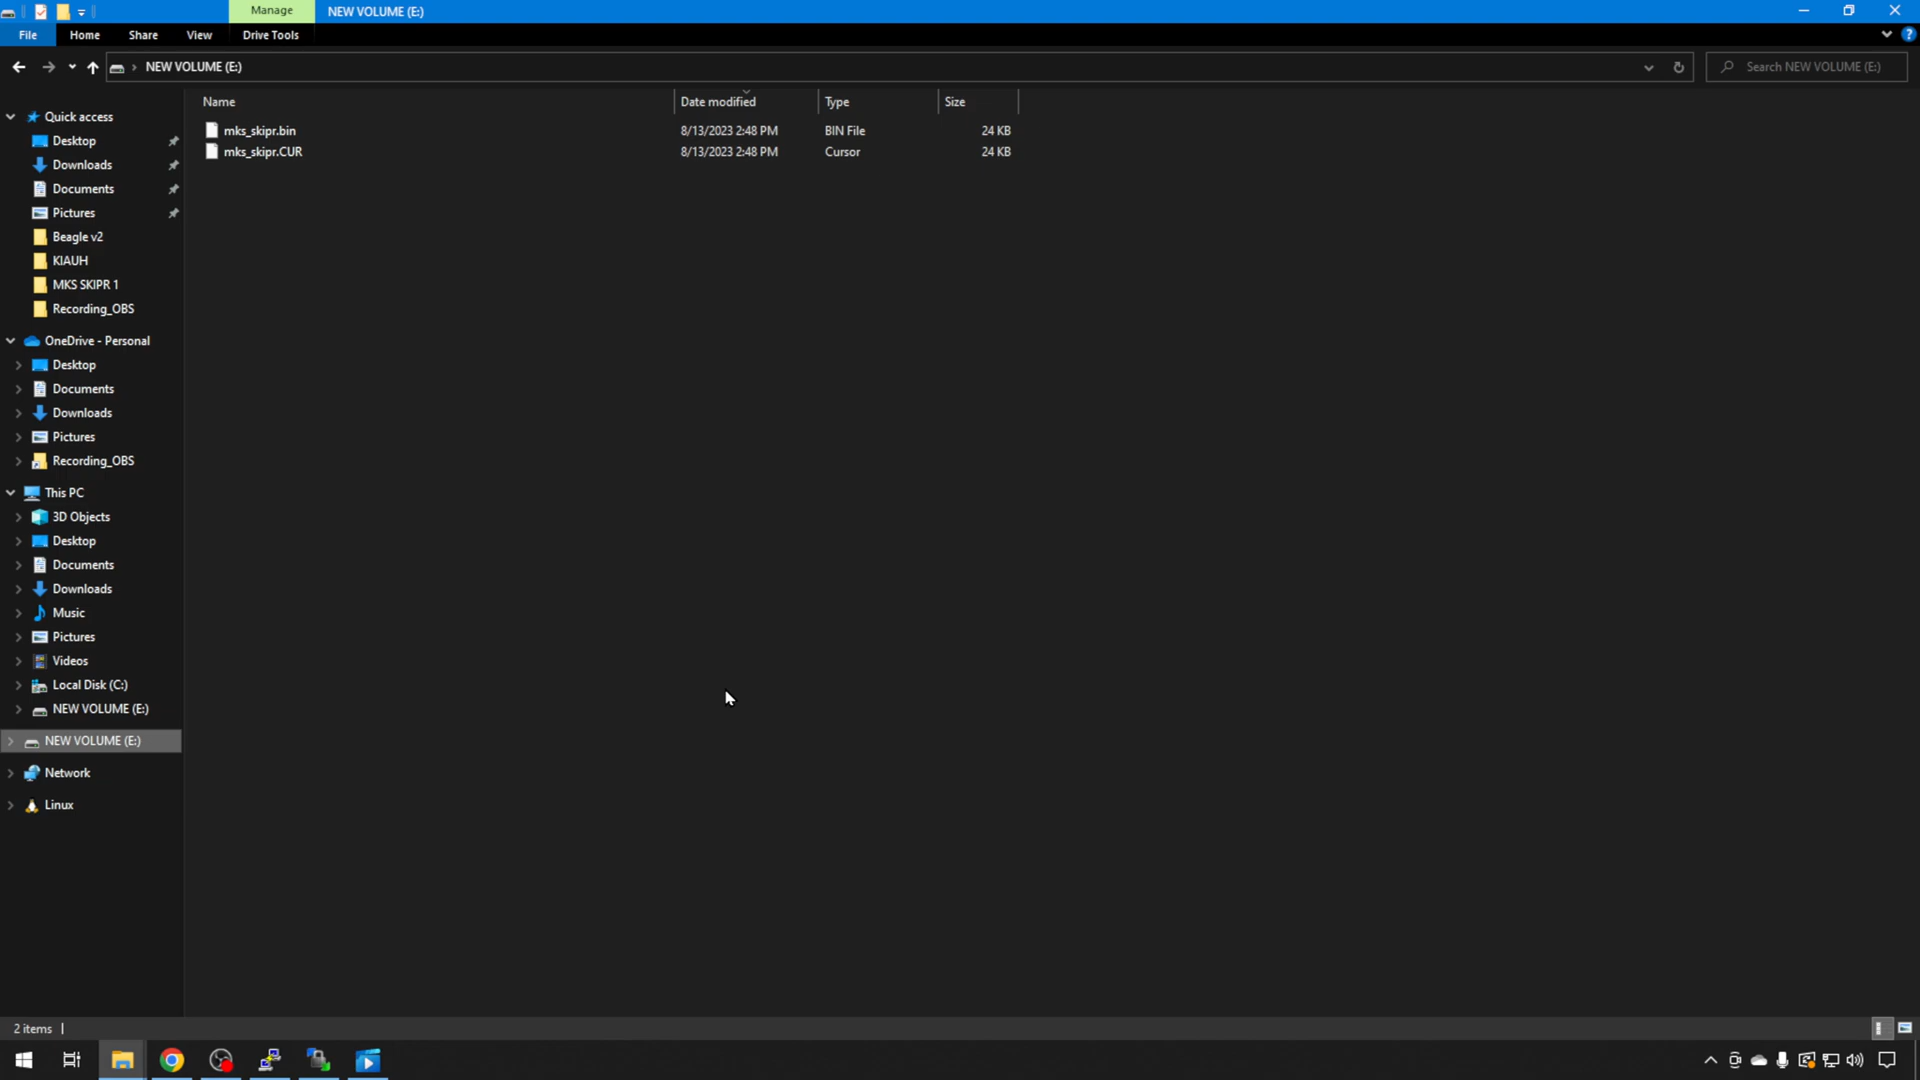 Manage
NEW VOLUME (E:)
File
Home
Share
View
Drive Tools
NEW VOLUME (E:)
Search NEW VOLUME (E:)
Name
Date modified
Type
Size
mks_skipr.bin
8/13/2023 2:48 PM
BIN File
24 KB
mks_skipr.CUR
8/13/2023 2:48 PM
Cursor
24 KB
Quick access
Desktop
Downloads
Documents
Pictures
Beagle v2
KIAUH
MKS SKIPR 1
Recording_OBS
OneDrive - Personal
Desktop
Documents
Downloads
Pictures
Recording_OBS
This PC
3D Objects
Desktop
Documents
Downloads
Music
Pictures
Videos
Local Disk (C:)
NEW VOLUME (E:)
NEW VOLUME (E:)
Network
Linux
2 items